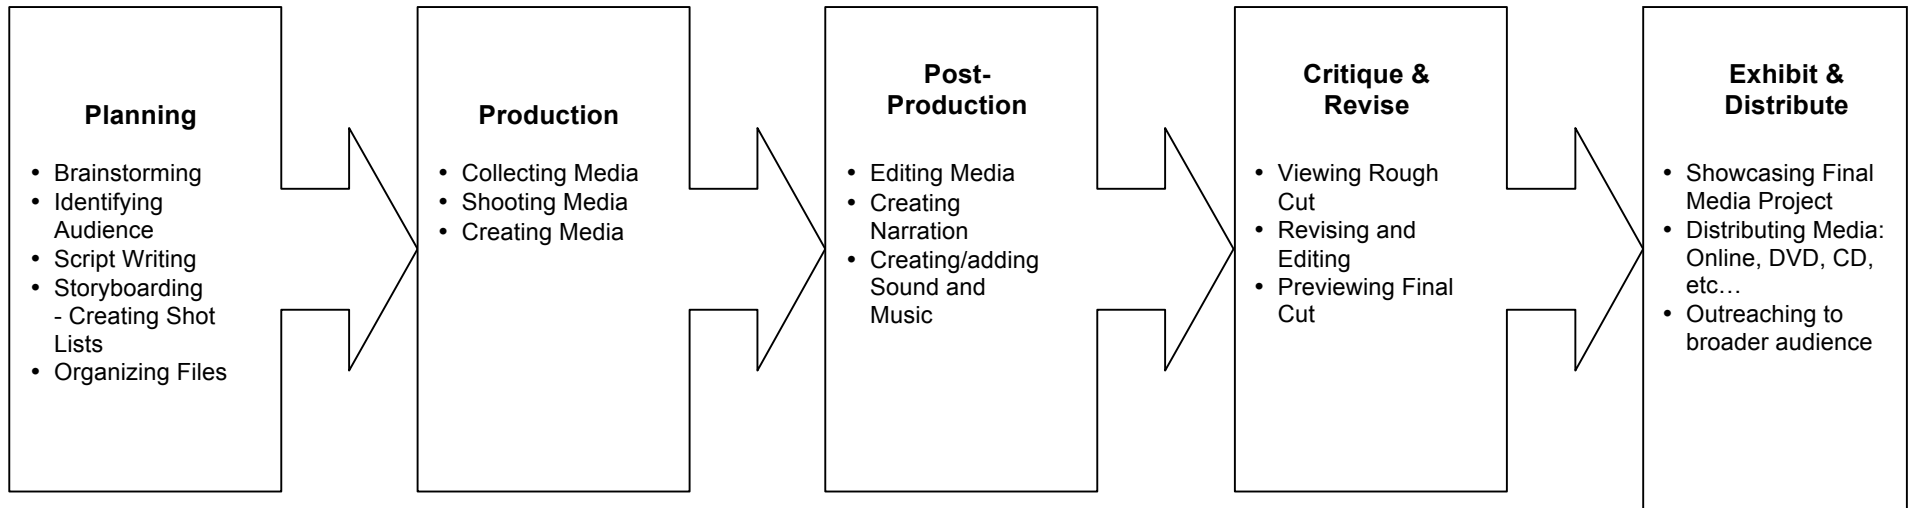 Planning
• Brainstorming
• Identifying
Audience
• Script Writing
• Storyboarding
- Creating Shot
Lists
• Organizing Files
Production
• Collecting Media
• Shooting Media
• Creating Media
Post-
Production
• Editing Media
• Creating
Narration
• Creating/adding
Sound and
Music
Critique &
Revise
• Viewing Rough
Cut
• Revising and
Editing
• Previewing Final
Cut
Exhibit &
Distribute
• Showcasing Final
Media Project
• Distributing Media:
Online, DVD, CD,
etc…
• Outreaching to
broader audience